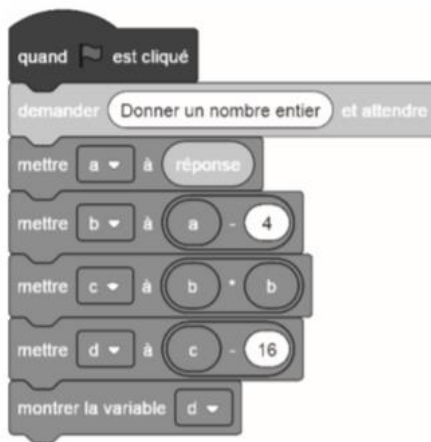 quand est cliqué
demander Donner un nombre entier et attendre
mettre a à réponse
mettre b à a - 4
mettre c à b * b
mettre d à c - 16
montrer la variable d